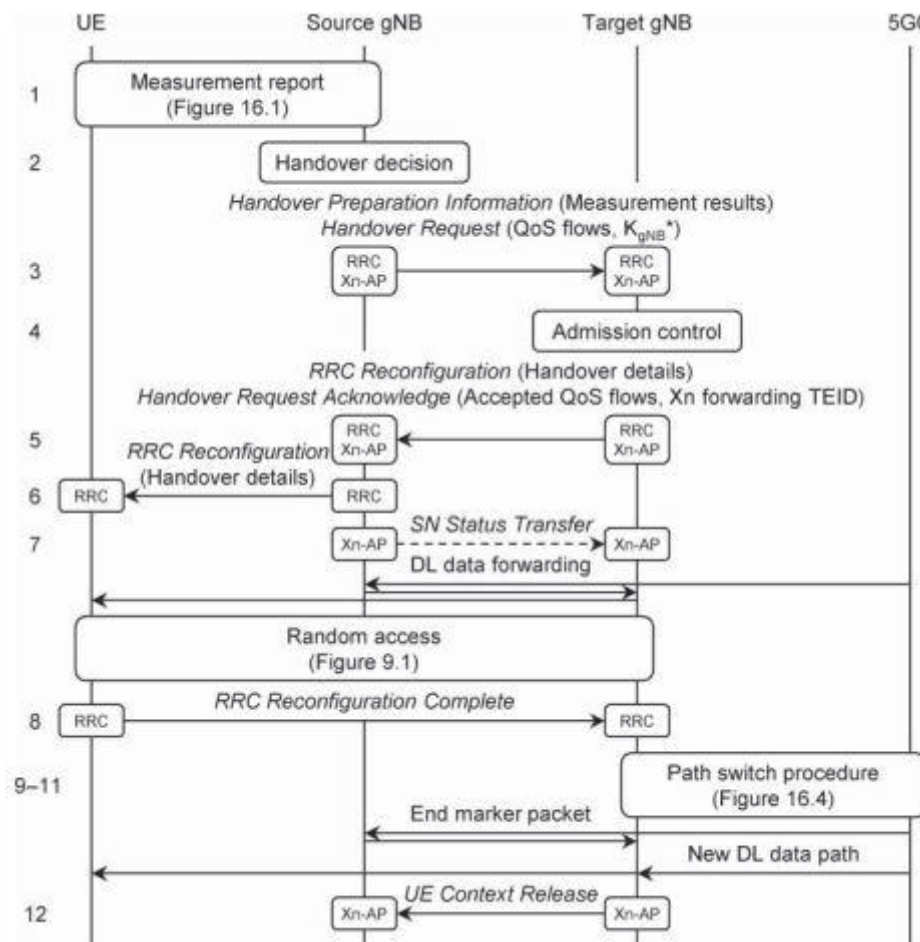 UE Source gNB Target gNB 5GC
1 Measurement report
(Figure 16.1)
2 Handover decision
Handover Preparation Information (Measurement results)
Handover Request (QoS flows, KgNB*)
3 RRC Xn-AP RRC Xn-AP
4 Admission control
RRC Reconfiguration (Handover details)
Handover Request Acknowledge (Accepted QoS flows, Xn forwarding TEID)
5 RRC Xn-AP RRC Xn-AP
RRC Reconfiguration
(Handover details)
6 RRC RRC
SN Status Transfer
7 Xn-AP Xn-AP
DL data forwarding
Random access
(Figure 9.1)
RRC Reconfiguration Complete
8 RRC RRC
9–11 Path switch procedure
(Figure 16.4)
End marker packet
New DL data path
UE Context Release
12 Xn-AP Xn-AP